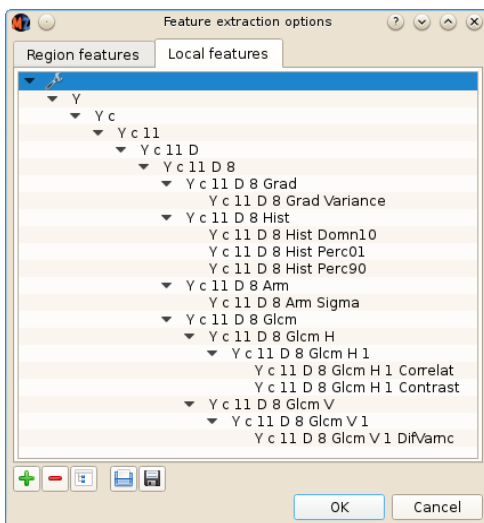 Feature extraction options
Region features
Local features
Y
Y c
Y c 11
Y c 11 D
Y c 11 D 8
Y c 11 D 8 Grad
Y c 11 D 8 Grad Variance
Y c 11 D 8 Hist
Y c 11 D 8 Hist Domn10
Y c 11 D 8 Hist Perc01
Y c 11 D 8 Hist Perc90
Y c 11 D 8 Arm
Y c 11 D 8 Arm Sigma
Y c 11 D 8 Glcm
Y c 11 D 8 Glcm H
Y c 11 D 8 Glcm H 1
Y c 11 D 8 Glcm H 1 Correlat
Y c 11 D 8 Glcm H 1 Contrast
Y c 11 D 8 Glcm V
Y c 11 D 8 Glcm V 1
Y c 11 D 8 Glcm V 1 DifVarnc
OK
Cancel